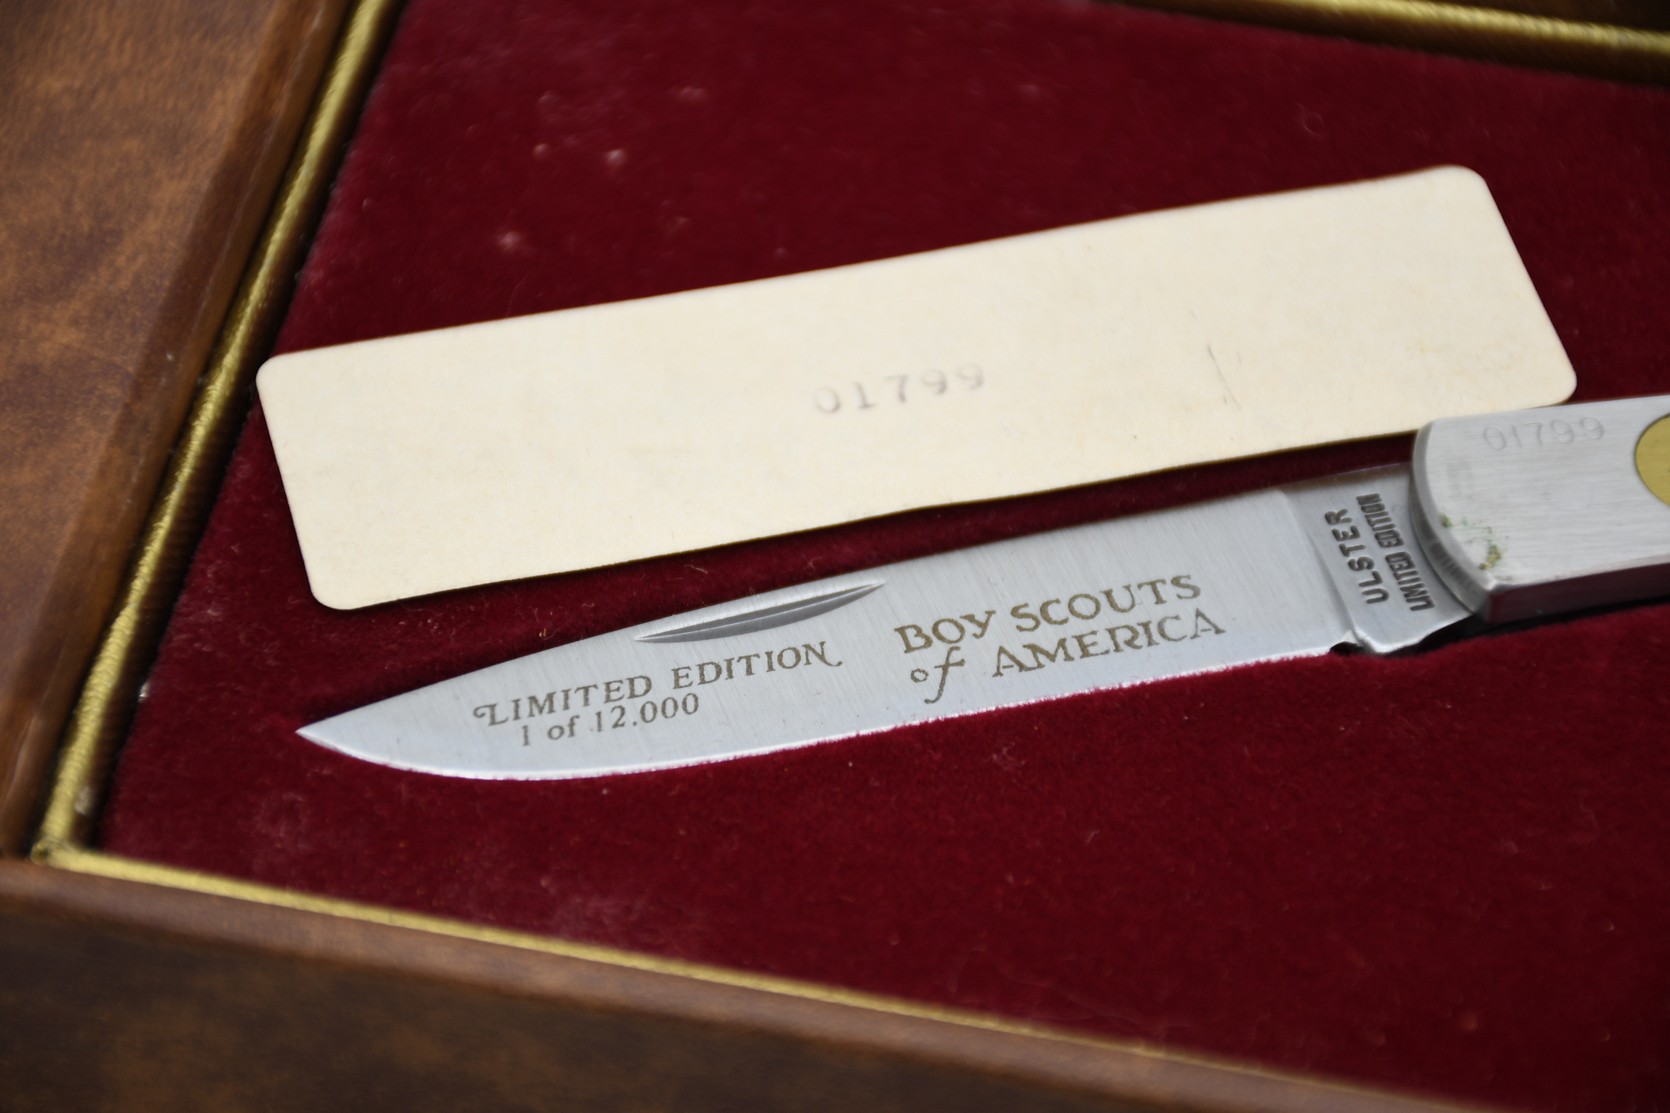 01799
01799
ULSTER
LIMITED EDITION
BOY SCOUTS
of AMERICA
LIMITED EDITION
1 of 12.000